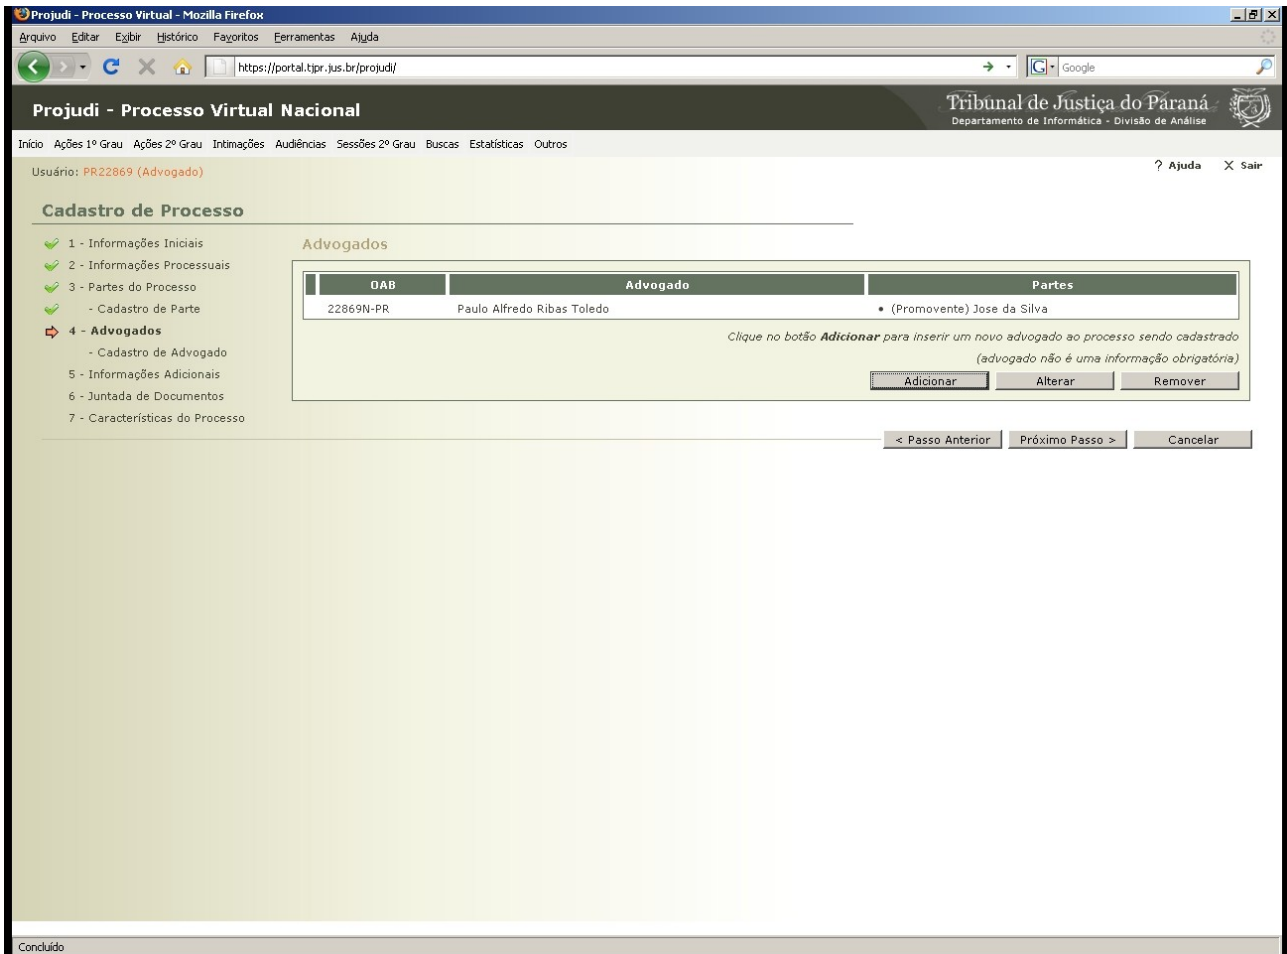 Projudi - Processo Virtual - Mozilla Firefox
Arquivo Editar Exibir Histórico Favoritos Ferramentas Ajuda
https://portal.tjpr.jus.br/projudi/
G Google
Projudi - Processo Virtual Nacional
Tribunal de Justiça do Paraná
Departamento de Informática - Divisão de Análise
Início Ações 1º Grau Ações 2º Grau Intimações Audiências Sessões 2º Grau Buscas Estatísticas Outros
Usuário: PR22869 (Advogado)
? Ajuda X Sair
Cadastro de Processo
1 - Informações Iniciais
2 - Informações Processuais
3 - Partes do Processo
- Cadastro de Parte
4 - Advogados
- Cadastro de Advogado
5 - Informações Adicionais
6 - Juntada de Documentos
7 - Características do Processo
Advogados
OAB Advogado Partes
22869N-PR Paulo Alfredo Ribas Toledo • (Promovente) Jose da Silva
Clique no botão Adicionar para inserir um novo advogado ao processo sendo cadastrado
(advogado não é uma informação obrigatória)
Adicionar Alterar Remover
< Passo Anterior Próximo Passo > Cancelar
Concluído